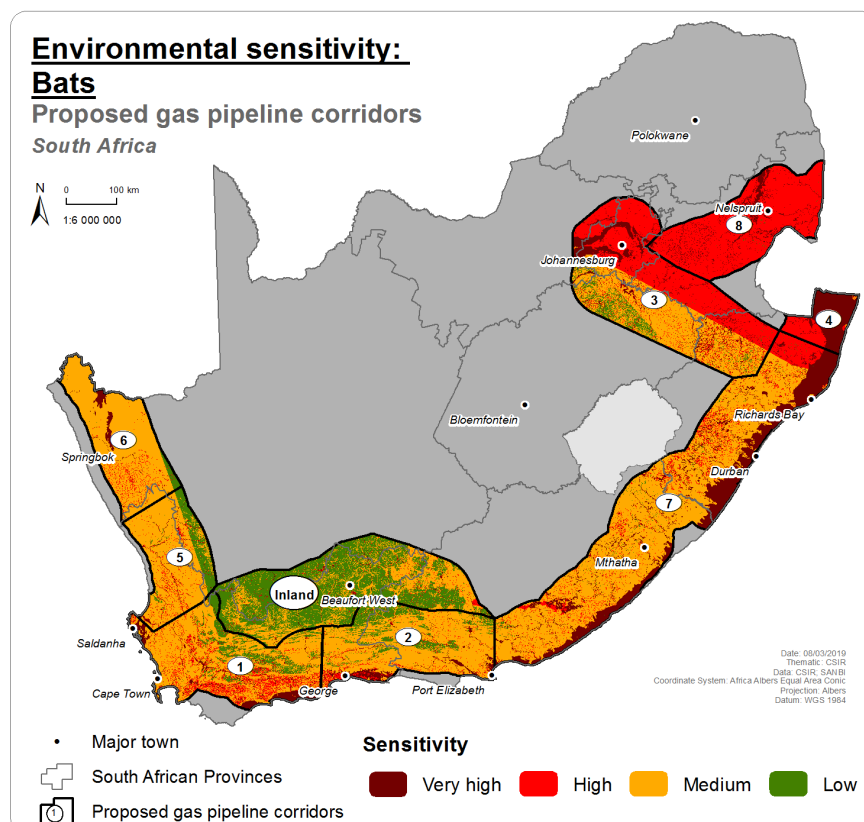 Environmental sensitivity:
Bats
Proposed gas pipeline corridors
South Africa
N
0 100 km
1:6 000 000
Polokwane
Nelspruit
8
Johannesburg
3
4
Bloemfontein
Richards Bay
6
Springbok
Durban
7
5
Mthatha
Inland
Beaufort West
Saldanha
2
1
Cape Town
George
Port Elizabeth
Date: 08/03/2019
Thematic: CSIR
Data: CSIR; SANBI
Coordinate System: Africa Albers Equal Area Conic
Projection: Albers
Datum: WGS 1984
Major town
South African Provinces
1 Proposed gas pipeline corridors
Sensitivity
Very high High Medium Low